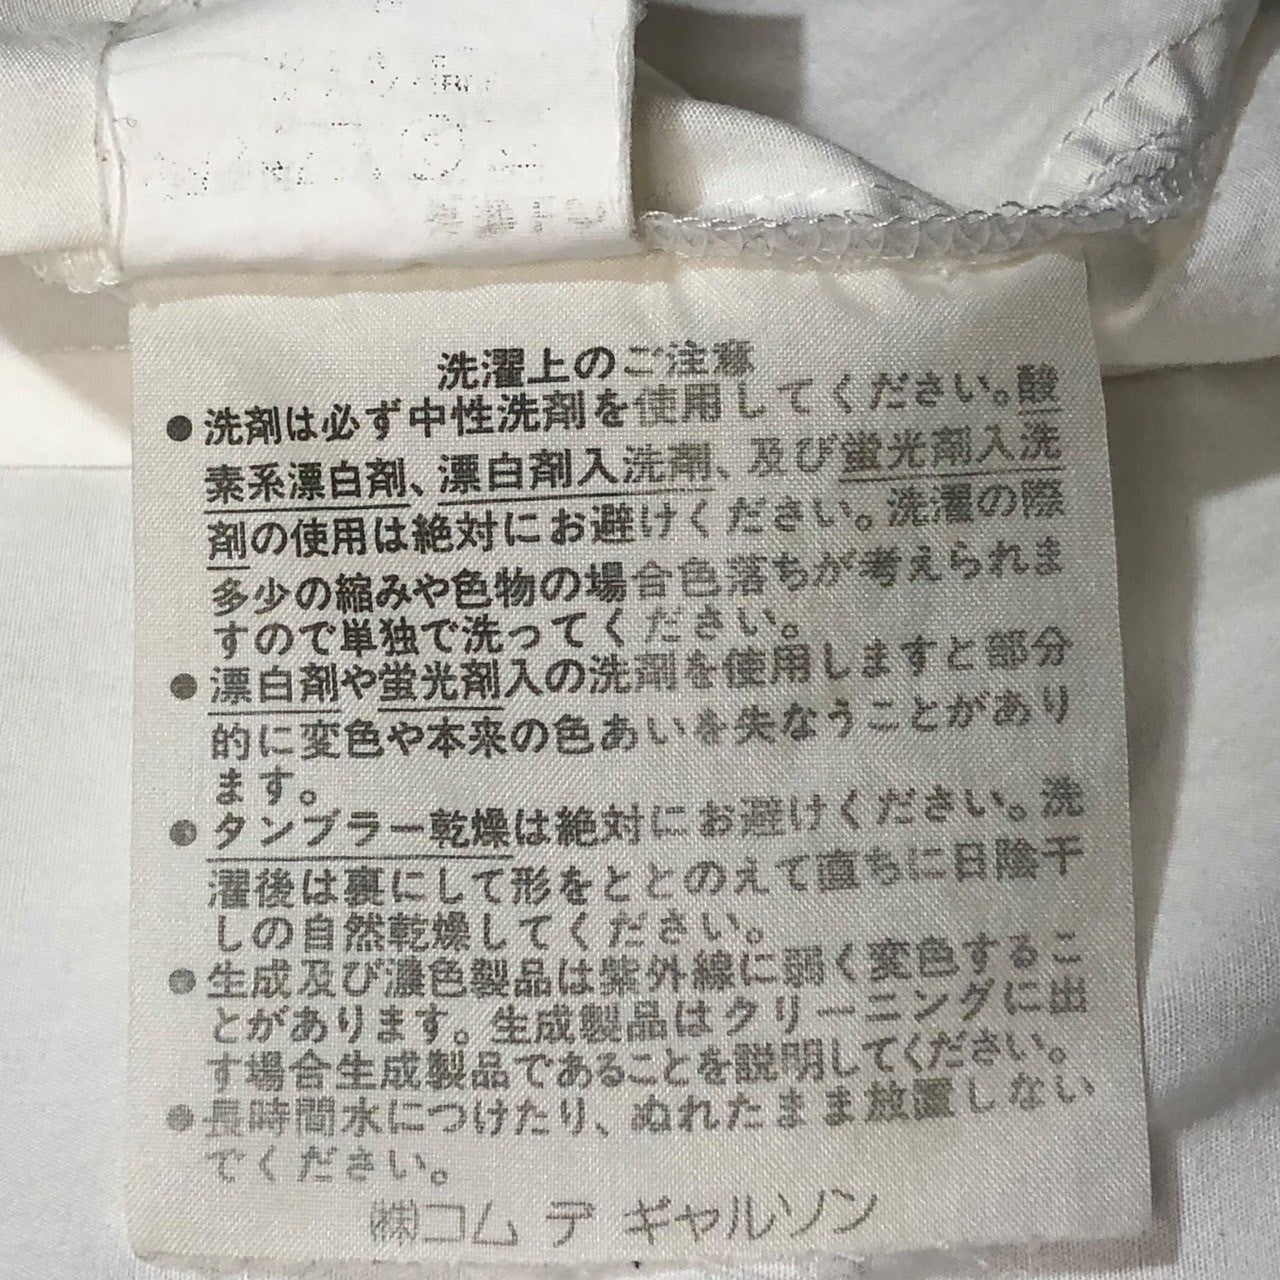 洗濯上のご注意
●洗剤は必ず中性洗剤を使用してください。酸
素系漂白剤、漂白剤入洗剤、及び蛍光剤入洗
剤の使用は絶対にお避けください。洗濯の際
多少の縮みや色物の場合色落ちが考えられま
すので単独で洗ってください。
●漂白剤や蛍光剤入の洗剤を使用しますと部分
的に変色や本来の色あいを失なうことがあり
ます。
●タンブラー乾燥は絶対にお避けください。洗
濯後は裏にして形をととのえて直ちに日陰干
しの自然乾燥してください。
●生成及び濃色製品は紫外線に弱く変色するこ
とがあります。生成製品はクリーニングに出
す場合生成製品であることを説明してください。
●長時間水につけたり、ぬれたまま放置しない
でください。
㈱コム デ ギャルソン